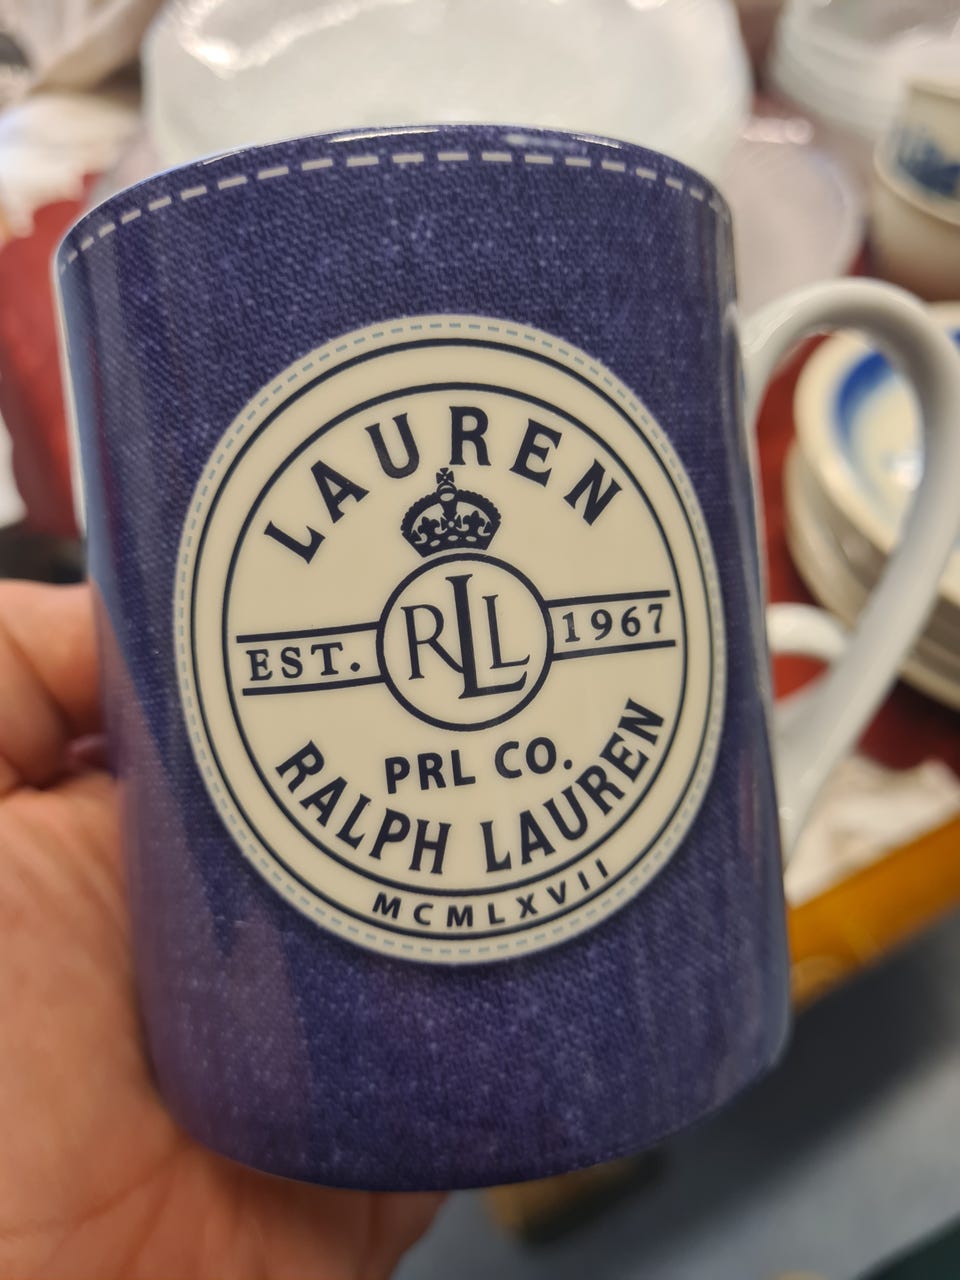 LAUREN
EST. RLL 1967
PRL CO.
RALPH LAUREN
MCMLXVII